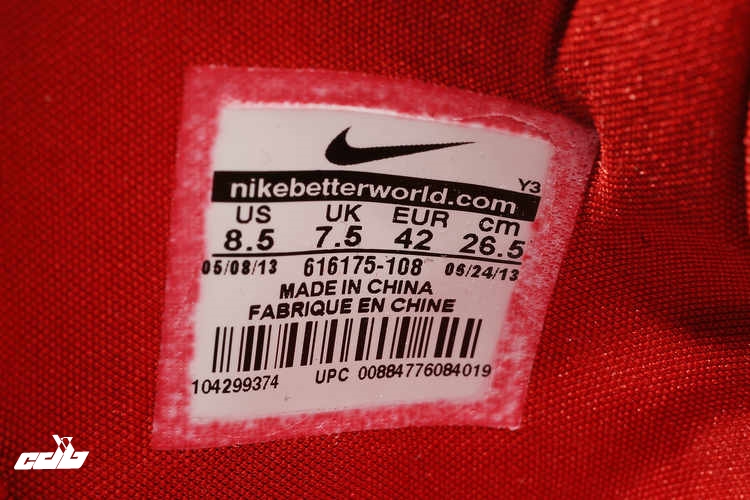 Y3
nikebetterworld.com
US UK EUR cm
8.5 7.5 42 26.5
05/08/13 616175-108 06/24/13
MADE IN CHINA
FABRIQUE EN CHINE
104299374 UPC 00884776084019
cdb